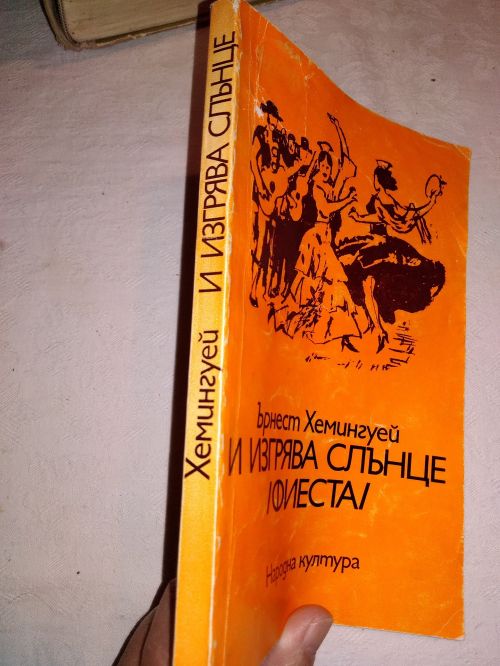 Хемингуей И ИЗГРЯВА СЛЪНЦЕ
Ърнест Хемингуей
И ИЗГРЯВА СЛЪНЦЕ
/ФИЕСТА/
Народна култура